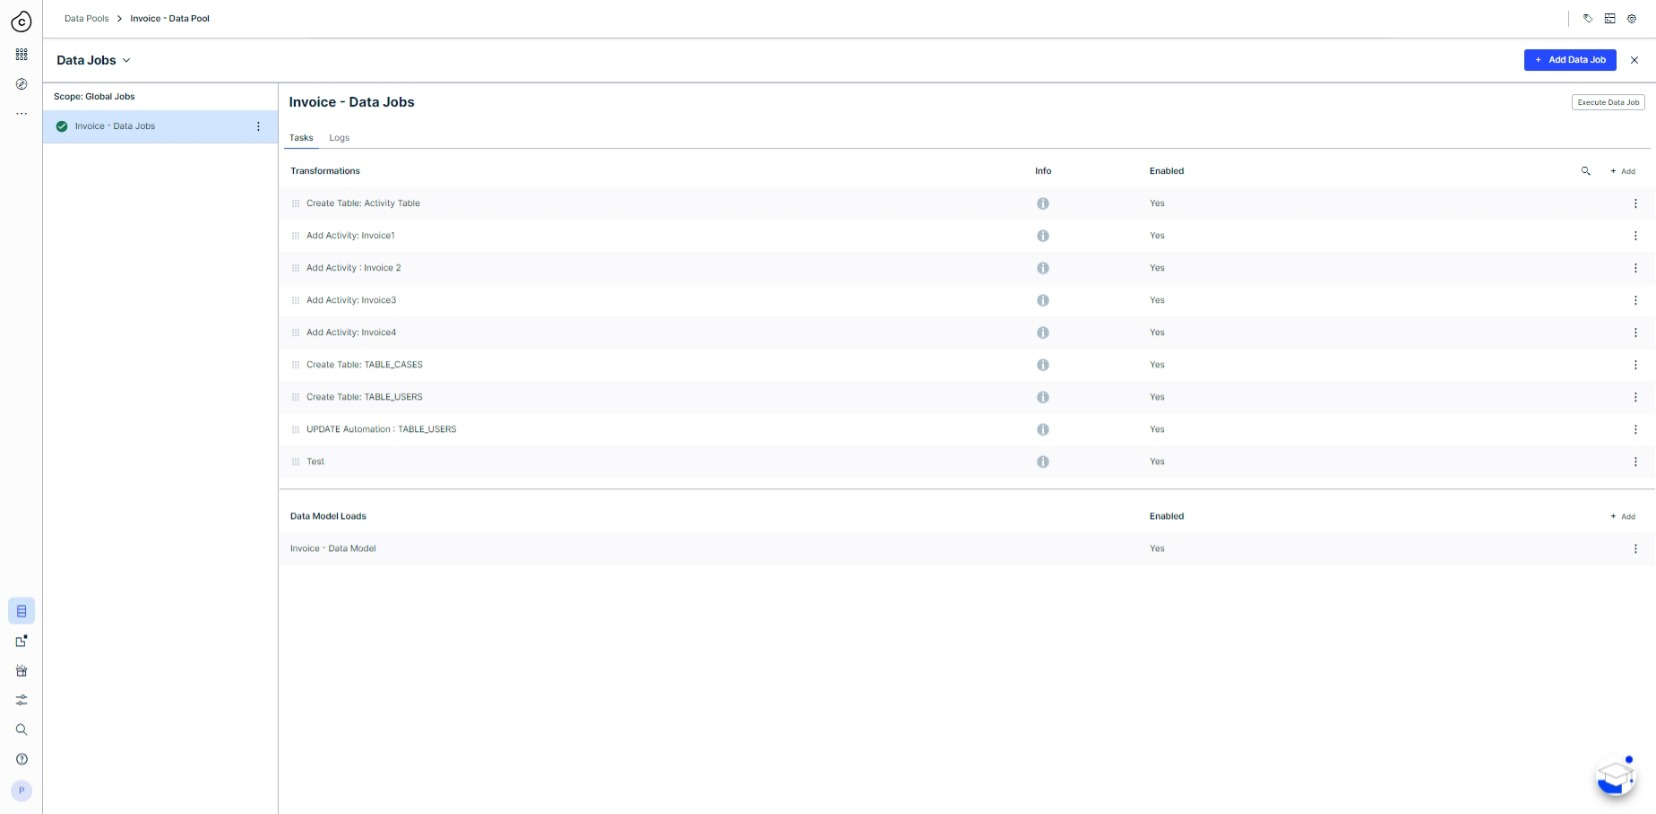 Data Pools > Invoice - Data Pool
Data Jobs
+ Add Data Job
Scope: Global Jobs
Invoice - Data Jobs
Invoice - Data Jobs
Execute Data Job
Tasks Logs
Transformations Info Enabled + Add
Create Table: Activity Table Yes
Add Activity: Invoice1 Yes
Add Activity : Invoice 2 Yes
Add Activity: Invoice3 Yes
Add Activity: Invoice4 Yes
Create Table: TABLE_CASES Yes
Create Table: TABLE_USERS Yes
UPDATE Automation : TABLE_USERS Yes
Test Yes
Data Model Loads Enabled + Add
Invoice - Data Model Yes
P